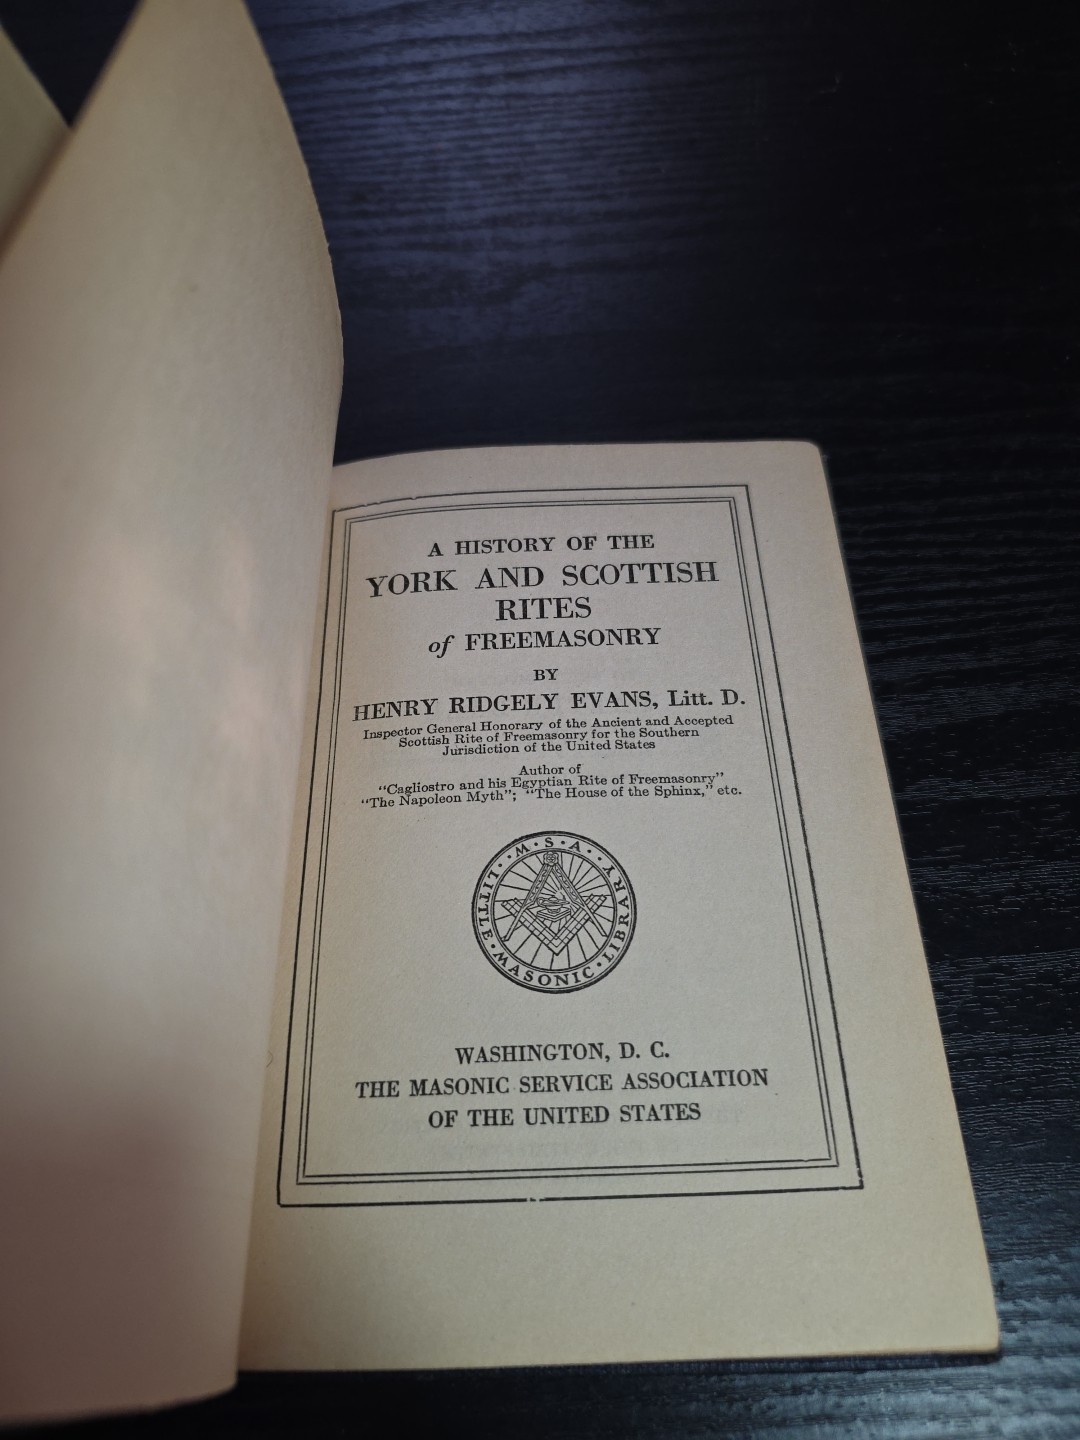 A HISTORY OF THE
YORK AND SCOTTISH
RITES
of FREEMASONRY
BY
HENRY RIDGELY EVANS, Litt. D.
Inspector General Honorary of the Ancient and Accepted
Scottish Rite of Freemasonry for the Southern
Jurisdiction of the United States
Author of
"Cagliostro and his Egyptian Rite of Freemasonry"
"The Napoleon Myth"; "The House of the Sphinx," etc.
· M · S · A ·
LITTLE · MASONIC · LIBRARY
WASHINGTON, D. C.
THE MASONIC SERVICE ASSOCIATION
OF THE UNITED STATES